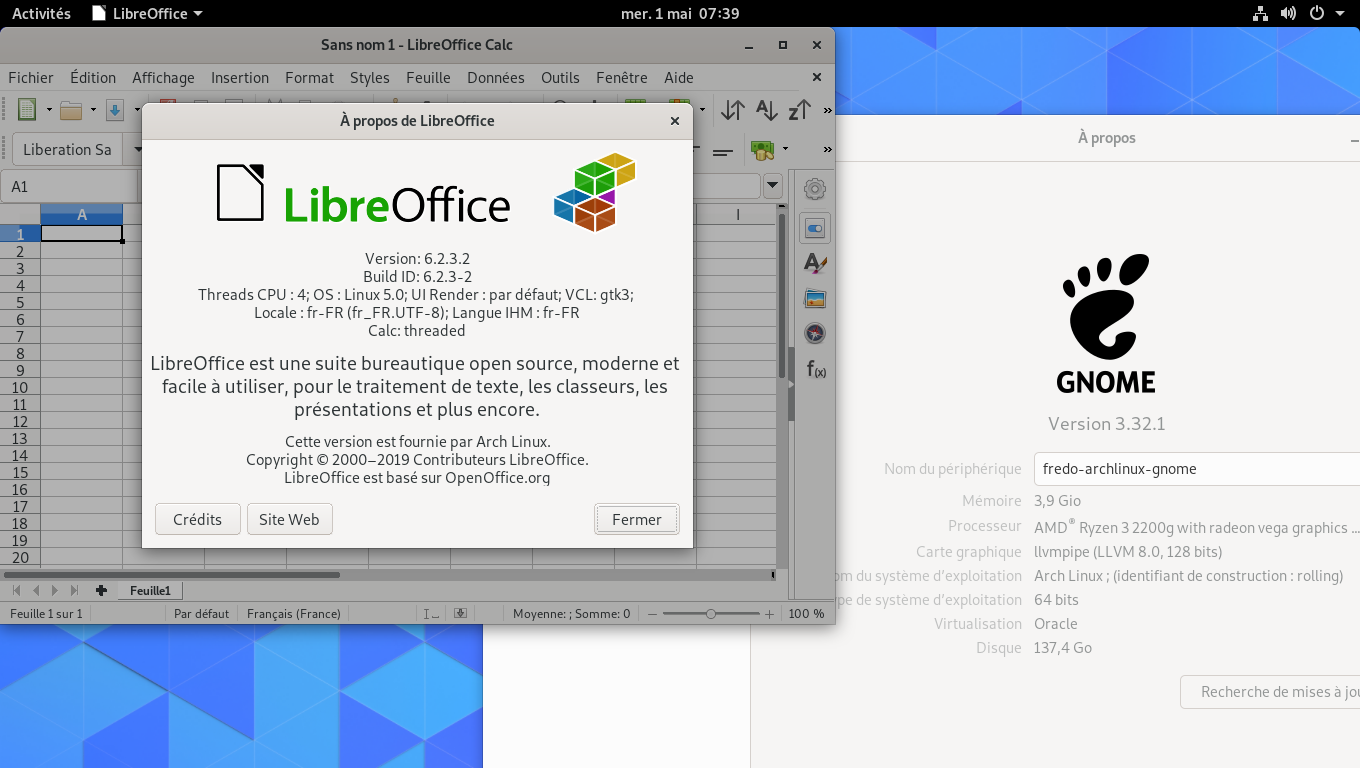 Activités
LibreOffice
mer. 1 mai 07:39
Sans nom 1 - LibreOffice Calc
Fichier Édition Affichage Insertion Format Styles Feuille Données Outils Fenêtre Aide
Liberation Sa
A1
A
I
1
2
3
4
5
6
7
8
9
10
11
12
13
14
15
16
17
18
19
20
Feuille1
Feuille 1 sur 1
Par défaut
Français (France)
Moyenne: ; Somme: 0
100 %
À propos de LibreOffice
LibreOffice
Version: 6.2.3.2
Build ID: 6.2.3-2
Threads CPU : 4; OS : Linux 5.0; UI Render : par défaut; VCL: gtk3;
Locale : fr-FR (fr_FR.UTF-8); Langue IHM : fr-FR
Calc: threaded
LibreOffice est une suite bureautique open source, moderne et
facile à utiliser, pour le traitement de texte, les classeurs, les
présentations et plus encore.
Cette version est fournie par Arch Linux.
Copyright © 2000–2019 Contributeurs LibreOffice.
LibreOffice est basé sur OpenOffice.org
Crédits
Site Web
Fermer
f(x)
À propos
GNOME
Version 3.32.1
Nom du périphérique fredo-archlinux-gnome
Mémoire 3,9 Gio
Processeur AMD® Ryzen 3 2200g with radeon vega graphics ...
Carte graphique llvmpipe (LLVM 8.0, 128 bits)
om du système d'exploitation Arch Linux ; (identifiant de construction : rolling)
pe de système d'exploitation 64 bits
Virtualisation Oracle
Disque 137,4 Go
Recherche de mises à jou